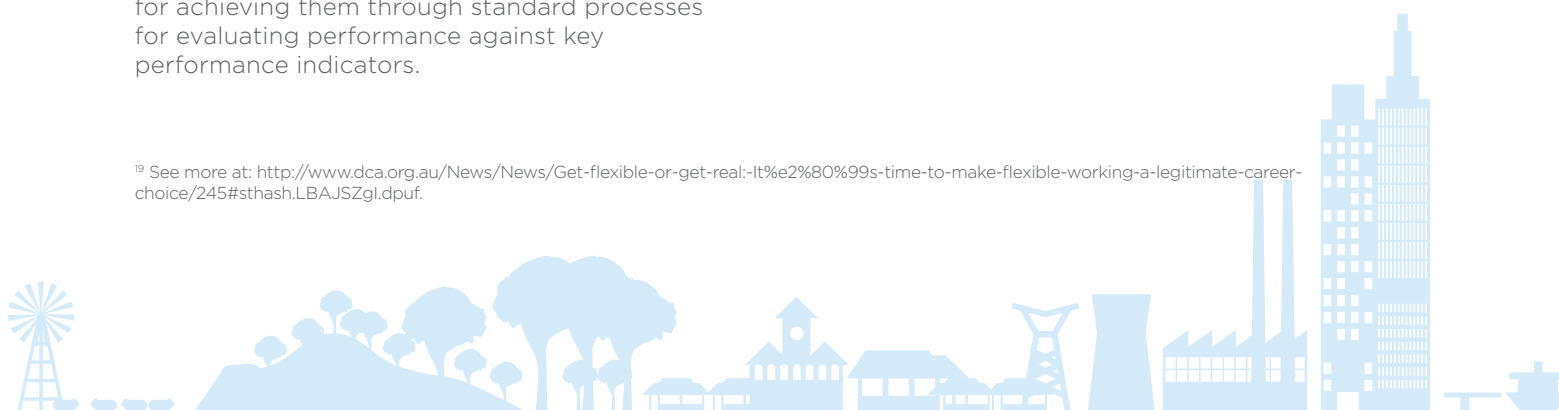 for achieving them through standard processes
for evaluating performance against key
performance indicators.
19 See more at: http://www.dca.org.au/News/News/Get-flexible-or-get-real:-It%e2%80%99s-time-to-make-flexible-working-a-legitimate-career-
choice/245#sthash.LBAJSZgI.dpuf.